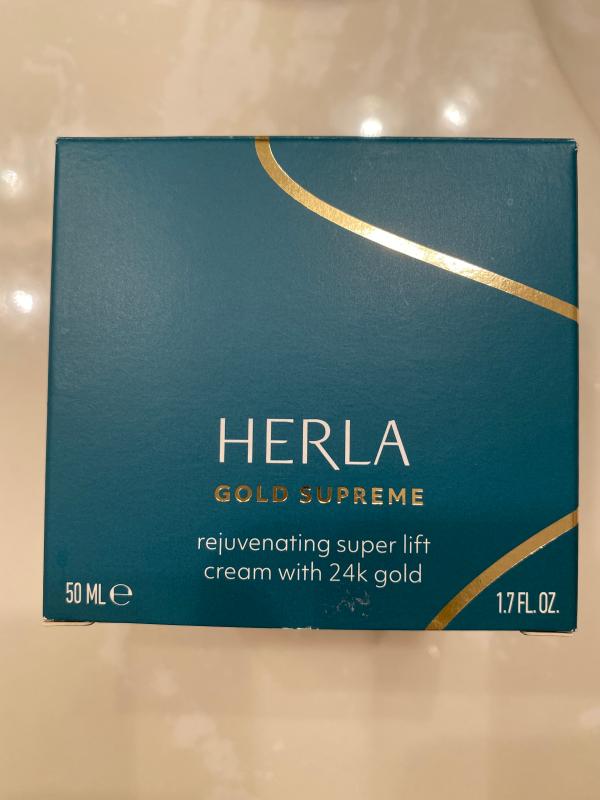 HERLA
GOLD SUPREME
rejuvenating super lift
cream with 24k gold
50 ML ℮
1.7 FL. OZ.